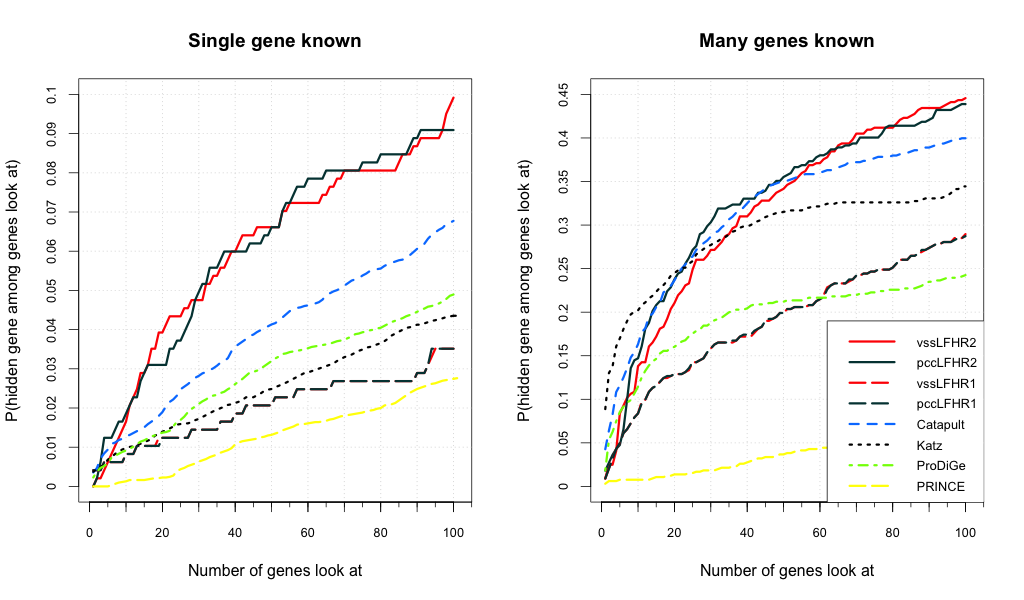 Single gene known
P(hidden gene among genes look at)
0.1
0.09
0.08
0.07
0.06
0.05
0.04
0.03
0.02
0.01
0
0 20 40 60 80 100
Number of genes look at
Many genes known
P(hidden gene among genes look at)
0.45
0.4
0.35
0.3
0.25
0.2
0.15
0.1
0.05
0
0 20 40 60 80 100
Number of genes look at
vssLFHR2
pccLFHR2
vssLFHR1
pccLFHR1
Catapult
Katz
ProDiGe
PRINCE